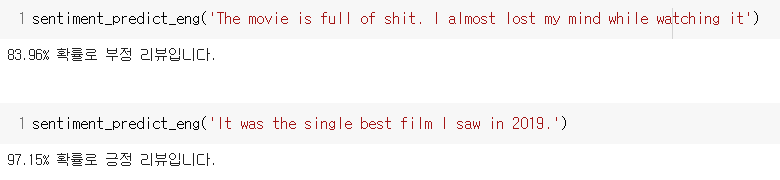 1 sentiment_predict_eng('The movie is full of shit. I almost lost my mind while watching it')
83.96% 확률로 부정 리뷰입니다.
1 sentiment_predict_eng('It was the single best film I saw in 2019.')
97.15% 확률로 긍정 리뷰입니다.